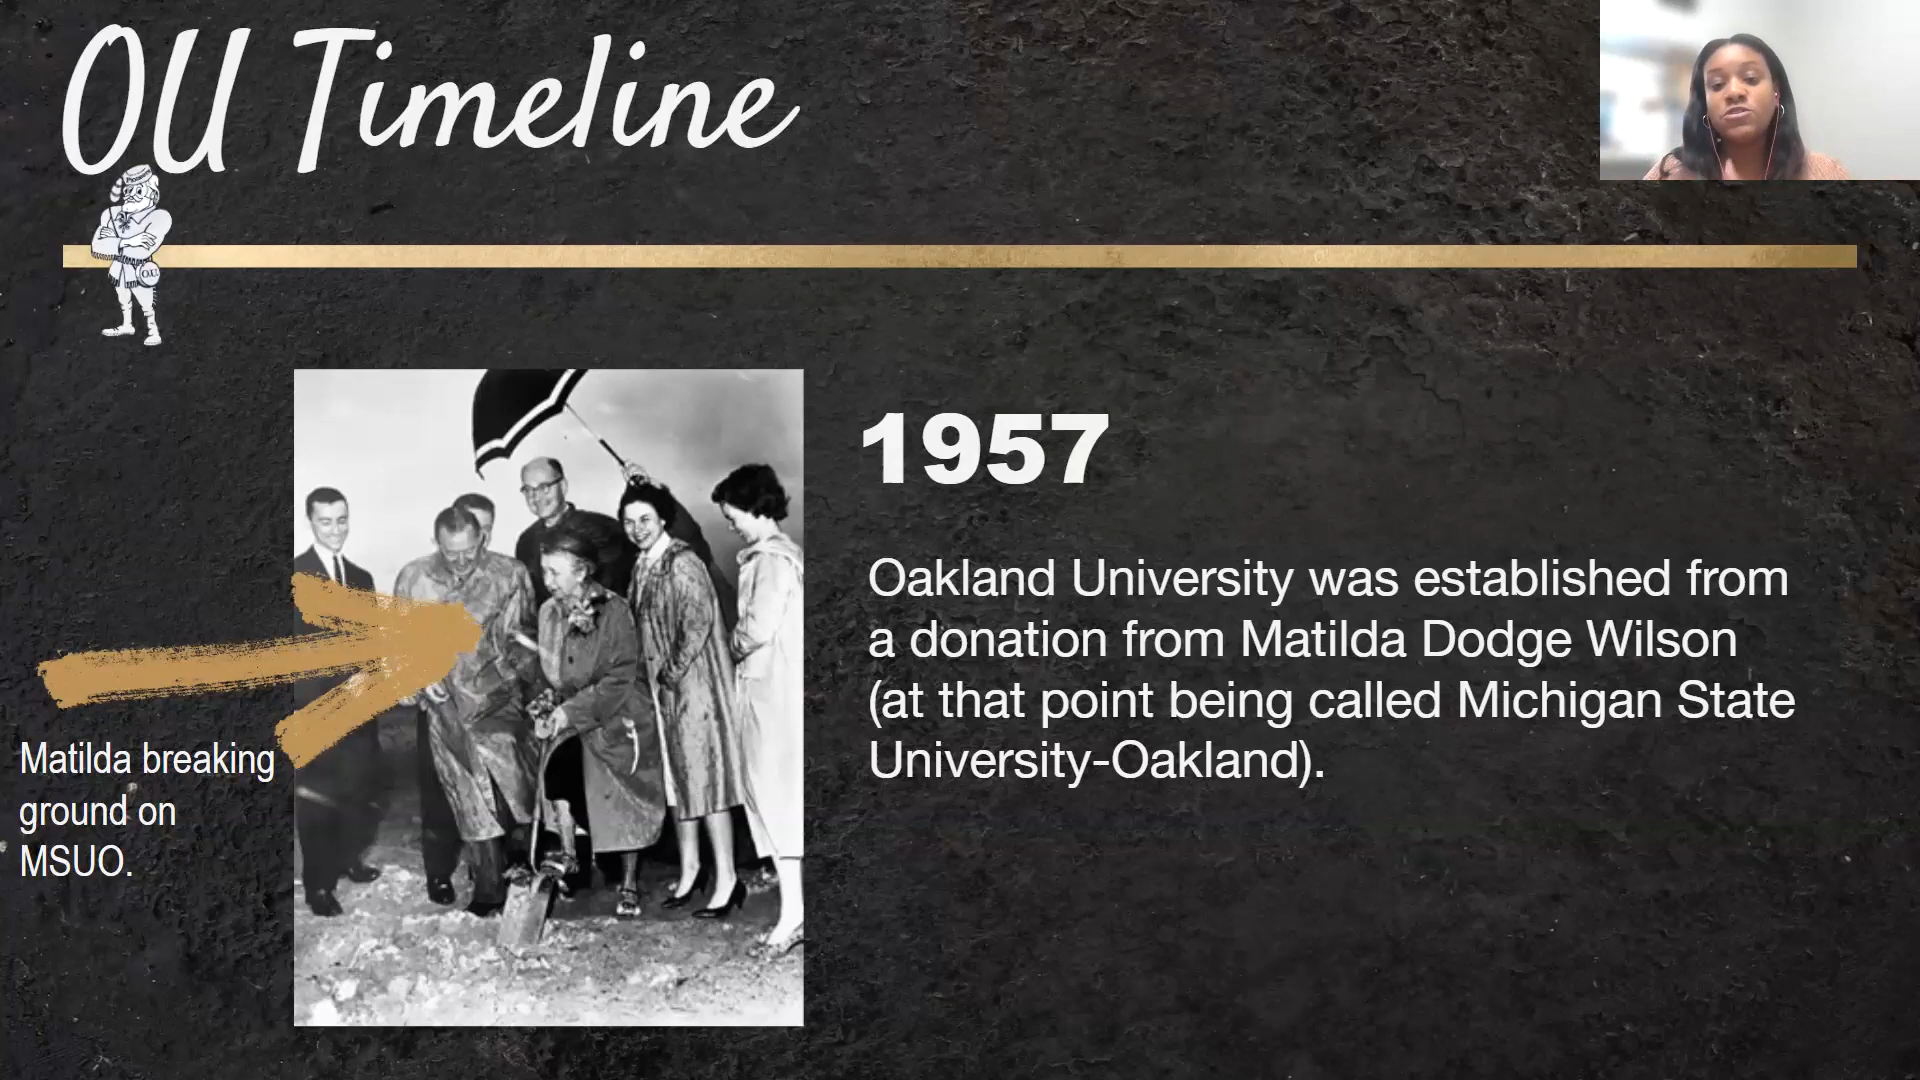 OU Timeline
PIONEERS
O.U.
1957
Oakland University was established from
a donation from Matilda Dodge Wilson
(at that point being called Michigan State
University-Oakland).
Matilda breaking
ground on
MSUO.